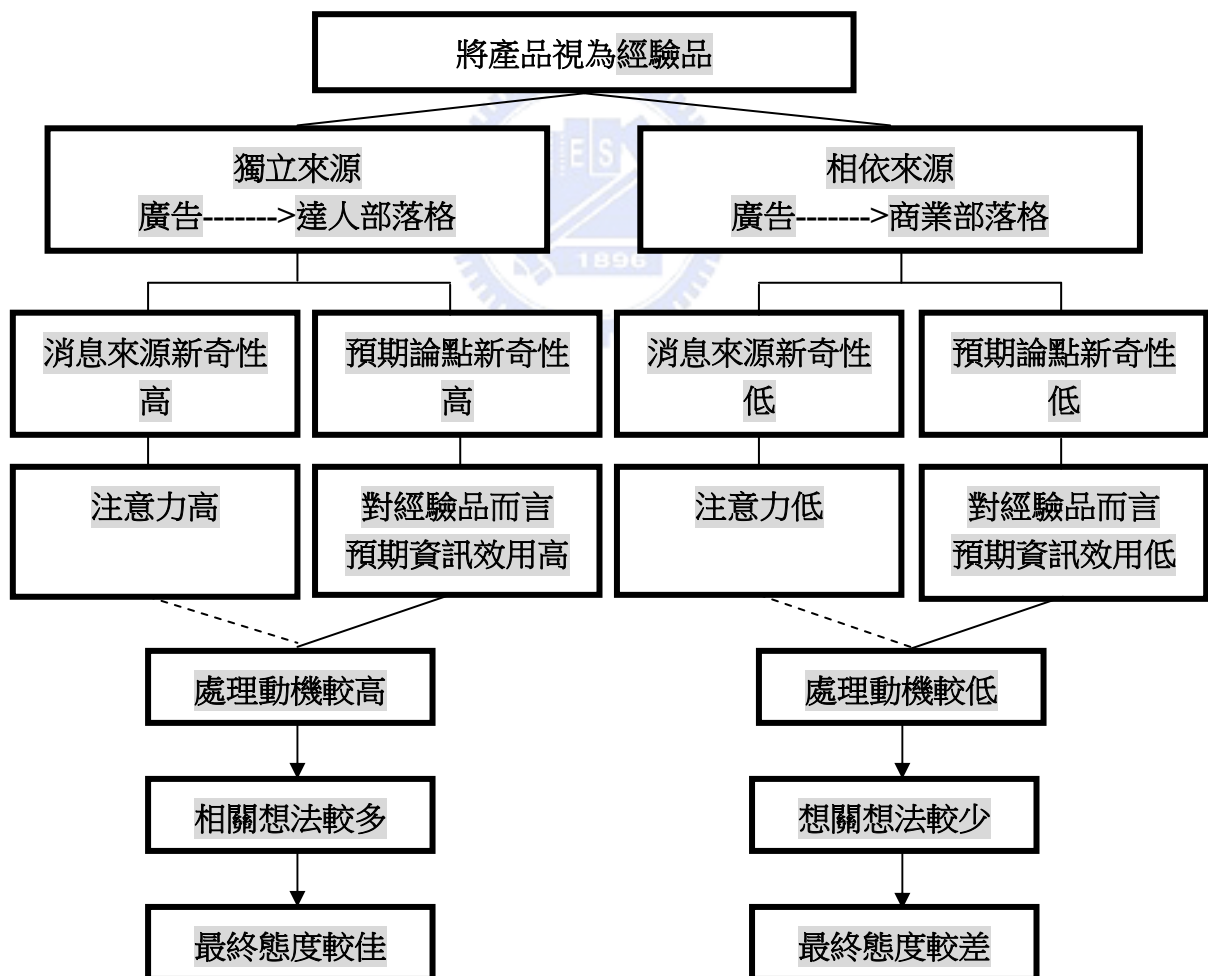 將產品視為經驗品
獨立來源
廣告------->達人部落格
相依來源
廣告------->商業部落格
消息來源新奇性
高
預期論點新奇性
高
消息來源新奇性
低
預期論點新奇性
低
注意力高
對經驗品而言
預期資訊效用高
注意力低
對經驗品而言
預期資訊效用低
處理動機較高
處理動機較低
相關想法較多
想關想法較少
最終態度較佳
最終態度較差
ES
1896